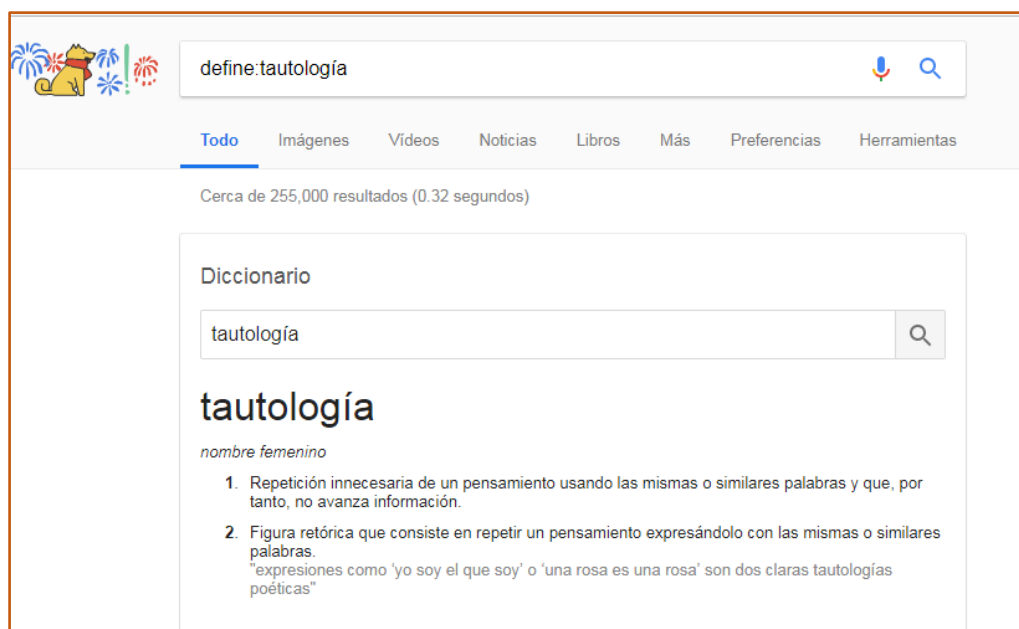 define:tautología
Todo Imágenes Vídeos Noticias Libros Más Preferencias Herramientas
Cerca de 255,000 resultados (0.32 segundos)
Diccionario
tautología
tautología
nombre femenino
1. Repetición innecesaria de un pensamiento usando las mismas o similares palabras y que, por
tanto, no avanza información.
2. Figura retórica que consiste en repetir un pensamiento expresándolo con las mismas o similares
palabras.
"expresiones como 'yo soy el que soy' o 'una rosa es una rosa' son dos claras tautologías
poéticas"